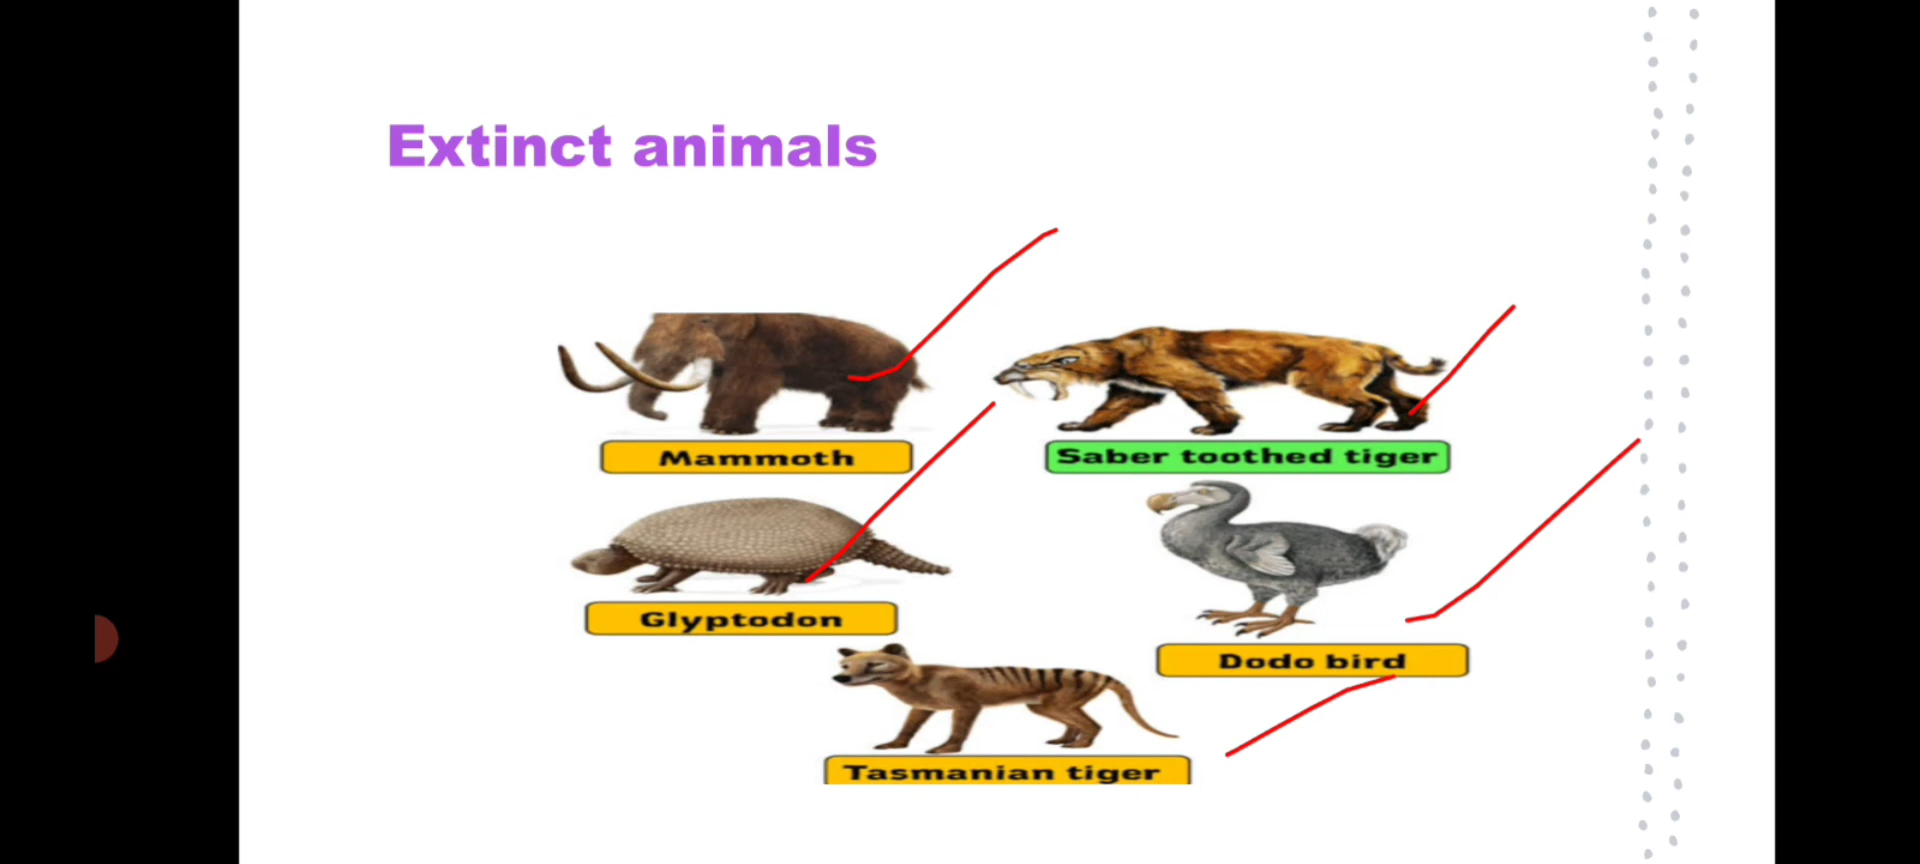 Extinct animals
Mammoth
Saber toothed tiger
Glyptodon
Dodo bird
Tasmanian tiger